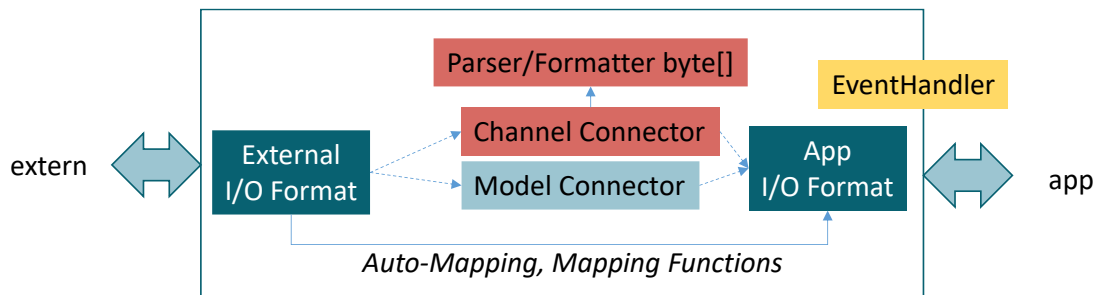 Parser/Formatter byte[]
EventHandler
extern
External
I/O Format
Channel Connector
Model Connector
App
I/O Format
app
Auto-Mapping, Mapping Functions